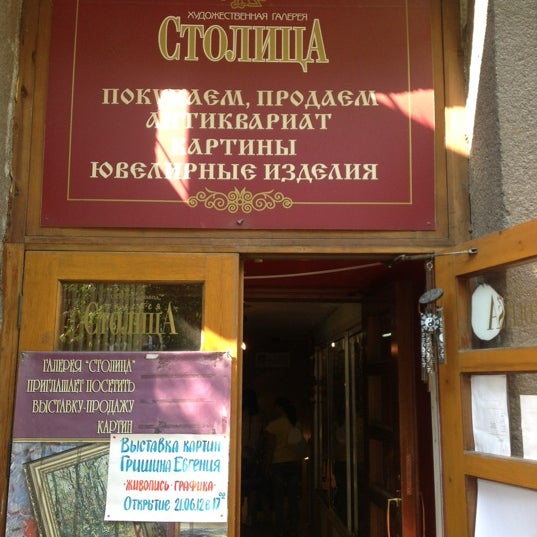 ХУДОЖЕСТВЕННАЯ ГАЛЕРЕЯ
СТОЛИЦА
ПОКУПАЕМ, ПРОДАЕМ
АНТИКВАРИАТ
КАРТИНЫ
ЮВЕЛИРНЫЕ ИЗДЕЛИЯ
СТОЛИЦА
ГАЛЕРЕЯ "СТОЛИЦА"
ПРИГЛАШАЕТ ПОСЕТИТЬ
ВЫСТАВКУ-ПРОДАЖУ
КАРТИН
ВЫСТАВКА КАРТИН
ГРИШИНА ЕВГЕНИЯ
·ЖИВОПИСЬ·ГРАФИКА·
ОТКРЫТИЕ 21.06.12 В 17⁰⁰